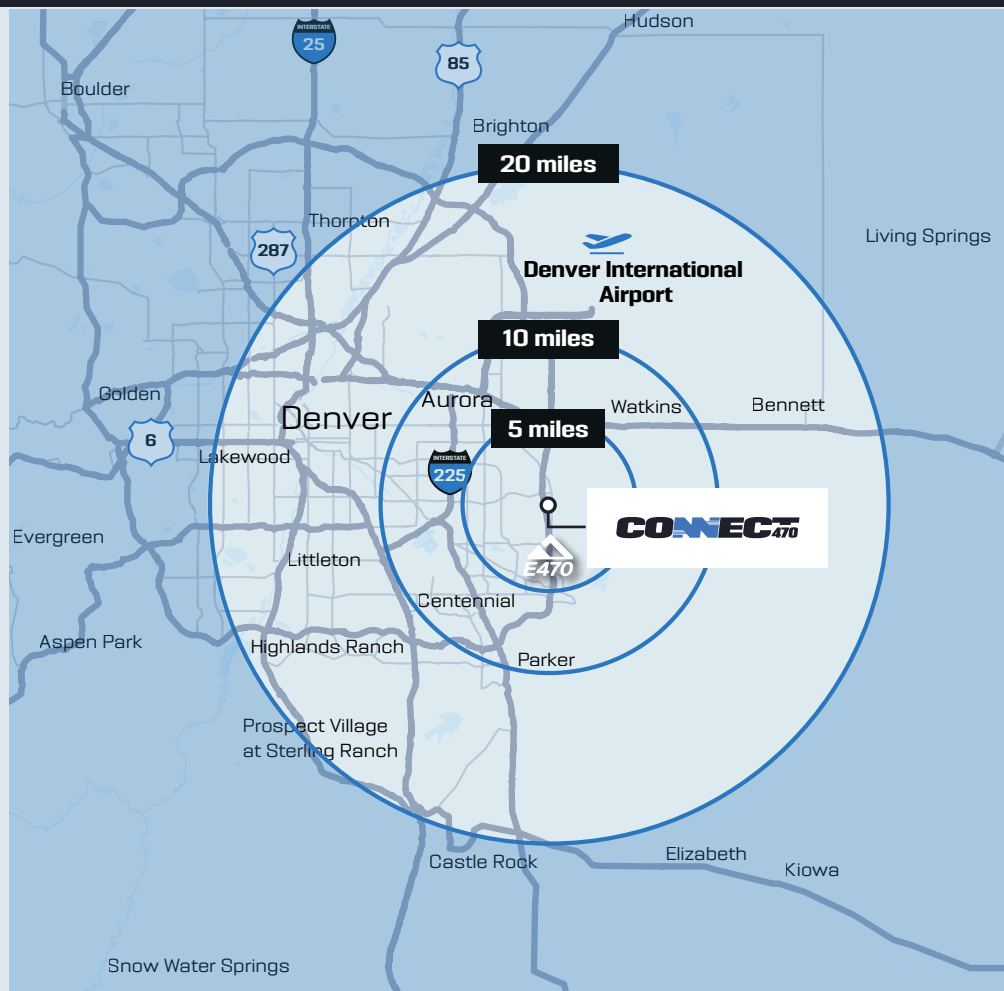 Hudson
INTERSTATE
25
85
Boulder
Brighton
20 miles
Thornton
287
Living Springs
Denver International
Airport
10 miles
Golden
Aurora
Watkins
Bennett
Denver
5 miles
6
Lakewood
INTERSTATE
225
CONNECT
470
Evergreen
Littleton
E470
Centennial
Aspen Park
Highlands Ranch
Parker
Prospect Village
at Sterling Ranch
Castle Rock
Elizabeth
Kiowa
Snow Water Springs